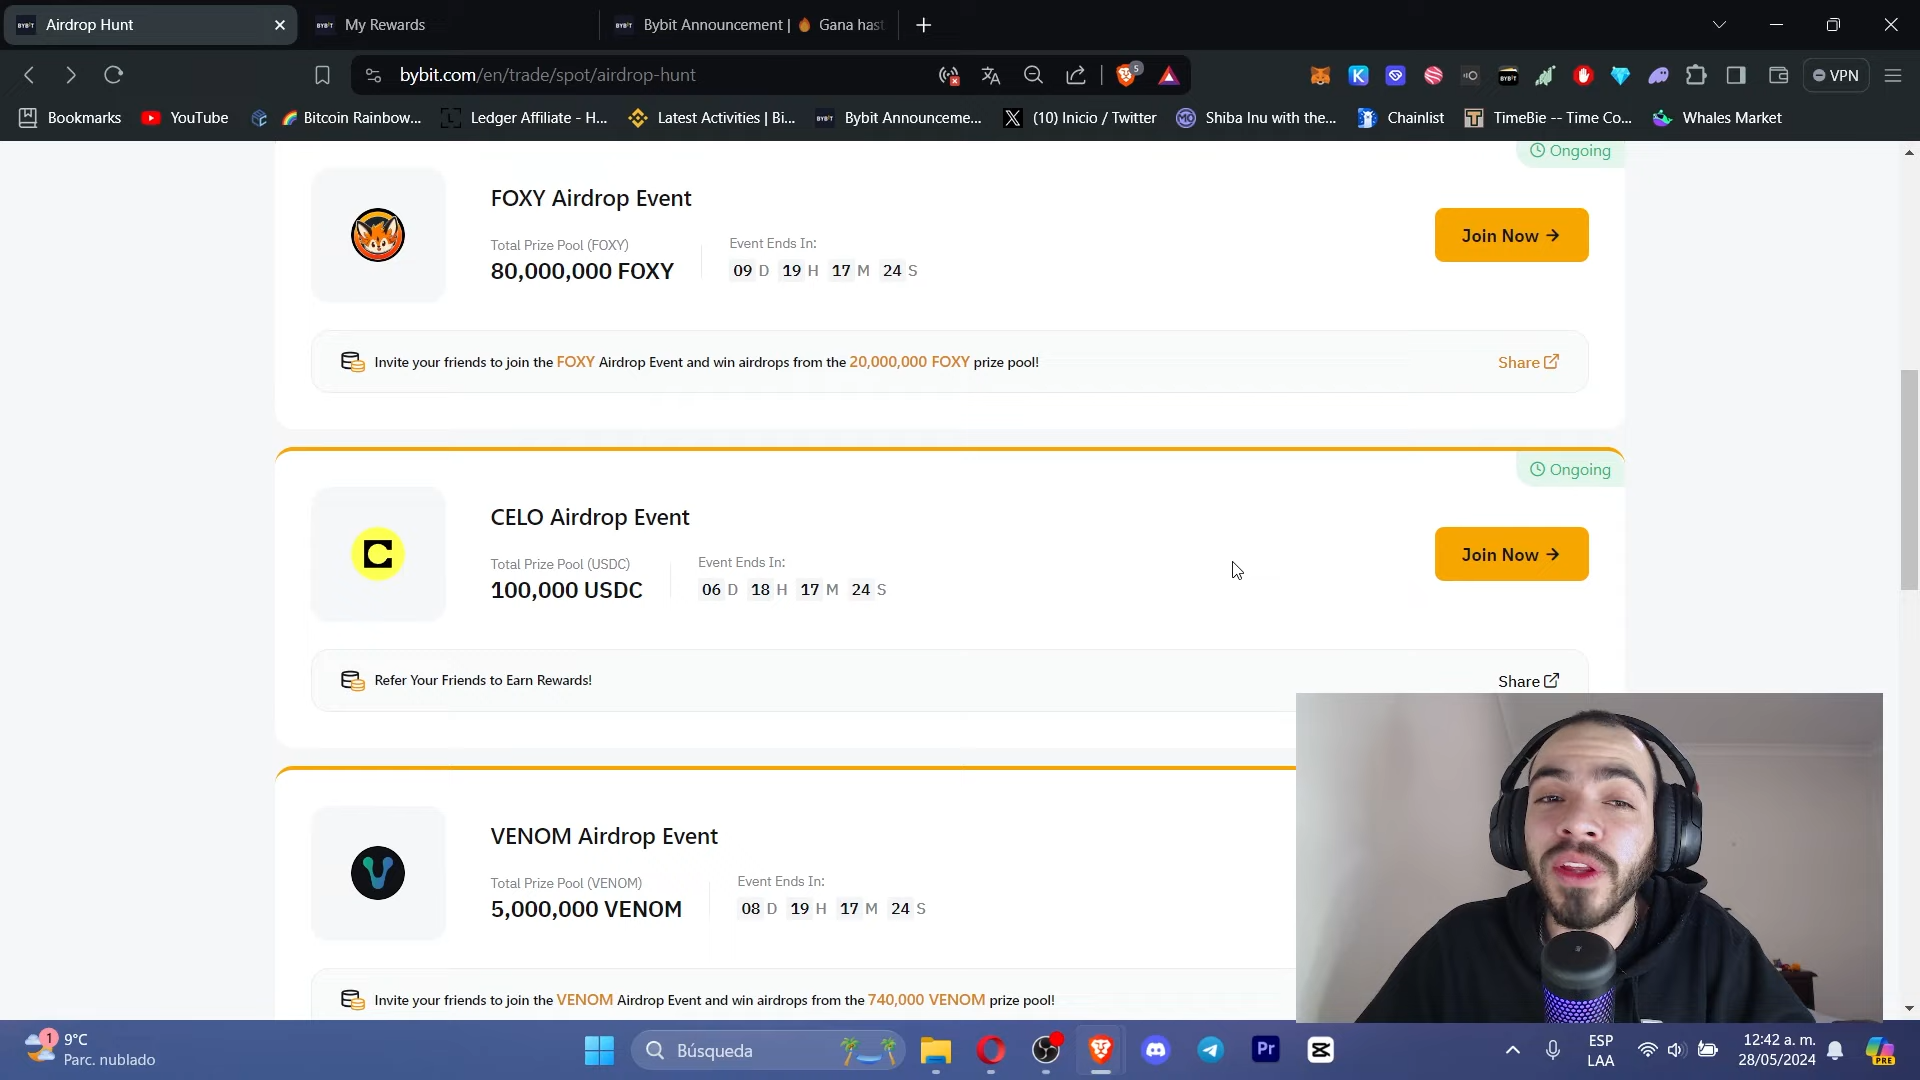 Airdrop Hunt
My Rewards
Bybit Announcement | 🔥 Gana hast
bybit.com/en/trade/spot/airdrop-hunt
5
VPN
Bookmarks
YouTube
Bitcoin Rainbow...
Ledger Affiliate - H...
Latest Activities | Bi...
Bybit Announceme...
(10) Inicio / Twitter
Shiba Inu with the...
Chainlist
TimeBie -- Time Co...
Whales Market
Ongoing
FOXY Airdrop Event
Total Prize Pool (FOXY)
80,000,000 FOXY
Event Ends In:
09 D 19 H 17 M 24 S
Join Now →
Invite your friends to join the FOXY Airdrop Event and win airdrops from the 20,000,000 FOXY prize pool!
Share
Ongoing
CELO Airdrop Event
Total Prize Pool (USDC)
100,000 USDC
Event Ends In:
06 D 18 H 17 M 24 S
Join Now →
Refer Your Friends to Earn Rewards!
Share
VENOM Airdrop Event
Total Prize Pool (VENOM)
5,000,000 VENOM
Event Ends In:
08 D 19 H 17 M 24 S
Invite your friends to join the VENOM Airdrop Event and win airdrops from the 740,000 VENOM prize pool!
1
9°C
Parc. nublado
Búsqueda
Pr
ESP
LAA
12:42 a. m.
28/05/2024
PRE